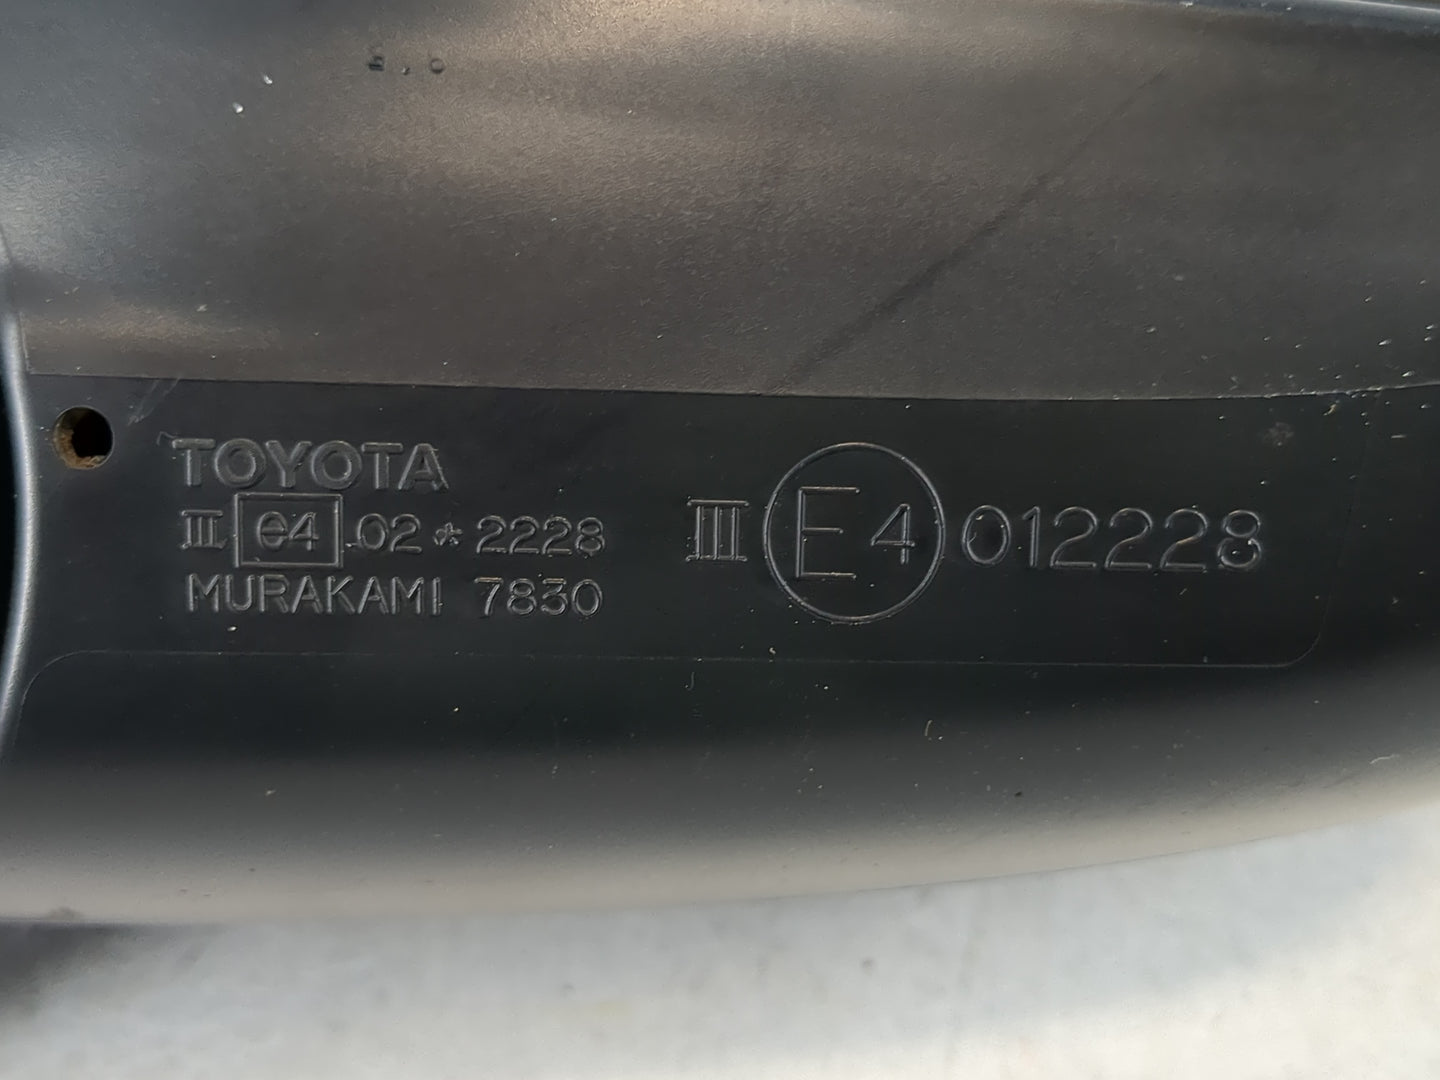 TOYOTA
III e4 02*2228
MURAKAMI 7830
III E4 012228